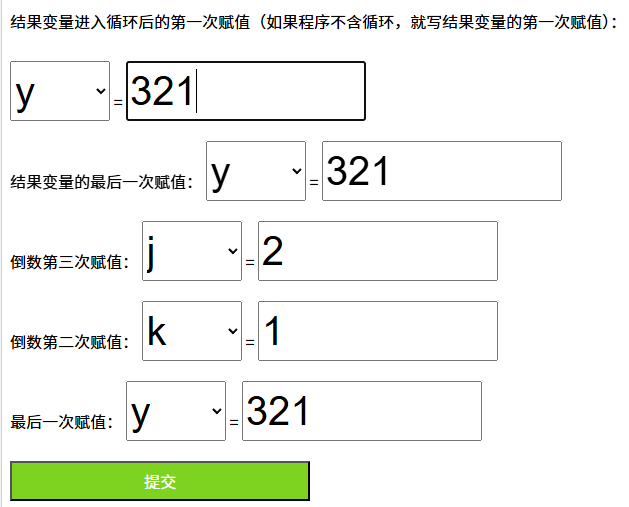 结果变量进入循环后的第一次赋值（如果程序不含循环，就写结果变量的第一次赋值）：
y = 321
结果变量的最后一次赋值： y = 321
倒数第三次赋值： j = 2
倒数第二次赋值： k = 1
最后一次赋值： y = 321
提交